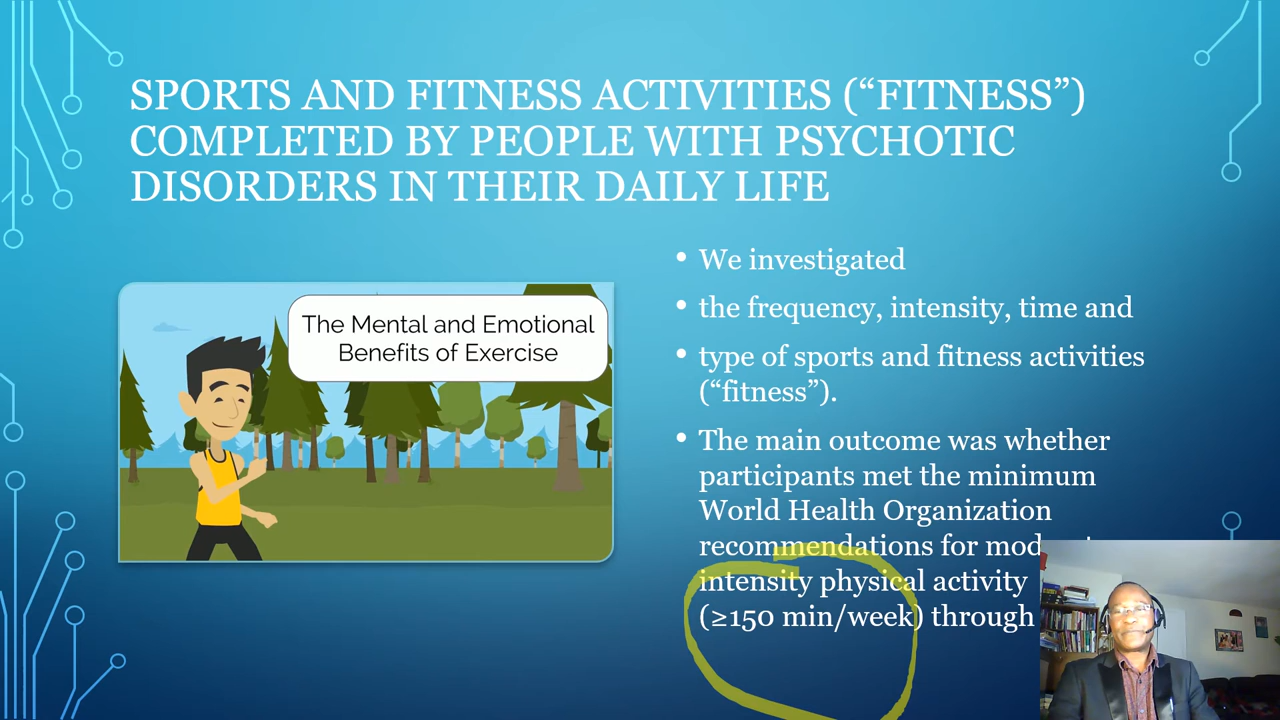 SPORTS AND FITNESS ACTIVITIES (“FITNESS”)
COMPLETED BY PEOPLE WITH PSYCHOTIC
DISORDERS IN THEIR DAILY LIFE
The Mental and Emotional
Benefits of Exercise
• We investigated
• the frequency, intensity, time and
• type of sports and fitness activities
(“fitness”).
• The main outcome was whether
participants met the minimum
World Health Organization
recommendations for
intensity physical activity
(≥150 min/week) through